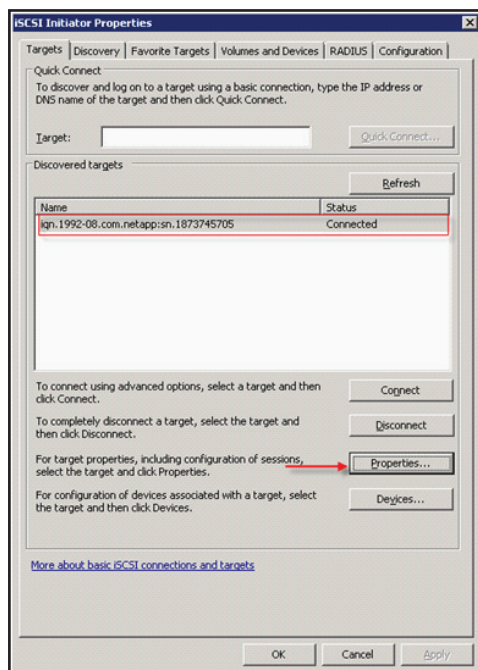 iSCSI Initiator Properties
Targets Discovery Favorite Targets Volumes and Devices RADIUS Configuration
Quick Connect
To discover and log on to a target using a basic connection, type the IP address or
DNS name of the target and then click Quick Connect.
Target:
Quick Connect...
Discovered targets
Refresh
Name Status
iqn.1992-08.com.netapp:sn.1873745705 Connected
To connect using advanced options, select a target and then
click Connect.
Connect
To completely disconnect a target, select the target and
then click Disconnect.
Disconnect
For target properties, including configuration of sessions,
select the target and click Properties.
Properties...
For configuration of devices associated with a target, select
the target and then click Devices.
Devices...
More about basic iSCSI connections and targets
OK Cancel Apply